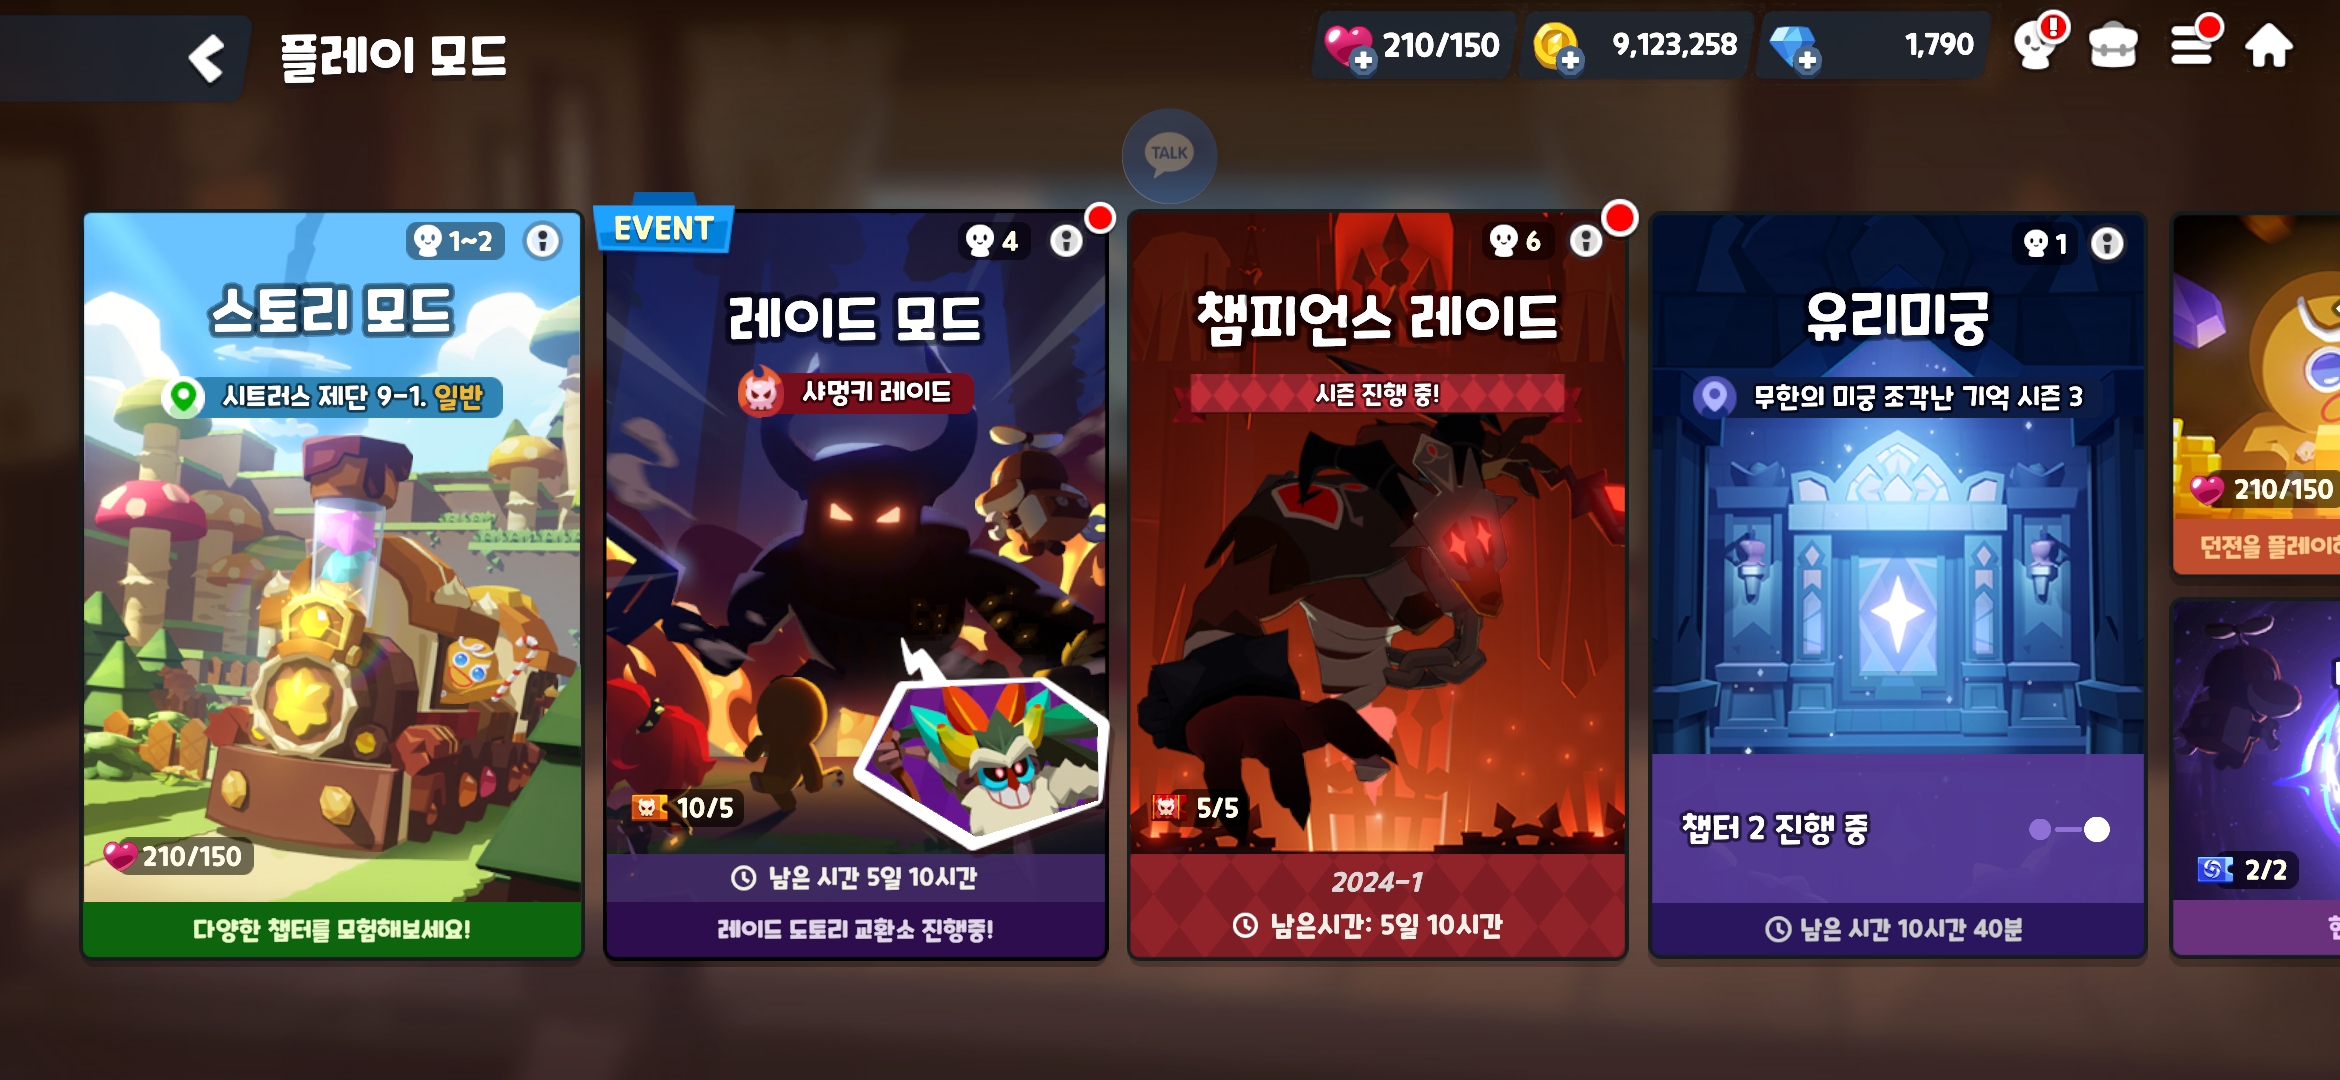 플레이 모드
210/150
9,123,258
1,790
TALK
1~2
스토리 모드
시트러스 제단 9-1. 일반
210/150
다양한 챕터를 모험해보세요!
EVENT
4
레이드 모드
샤멍키 레이드
10/5
남은 시간 5일 10시간
레이드 도토리 교환소 진행중!
6
챔피언스 레이드
시즌 진행 중!
5/5
2024-1
남은시간: 5일 10시간
1
유리미궁
무한의 미궁 조각난 기억 시즌 3
챕터 2 진행 중
남은 시간 10시간 40분
210/150
던전을 플레이
2/2